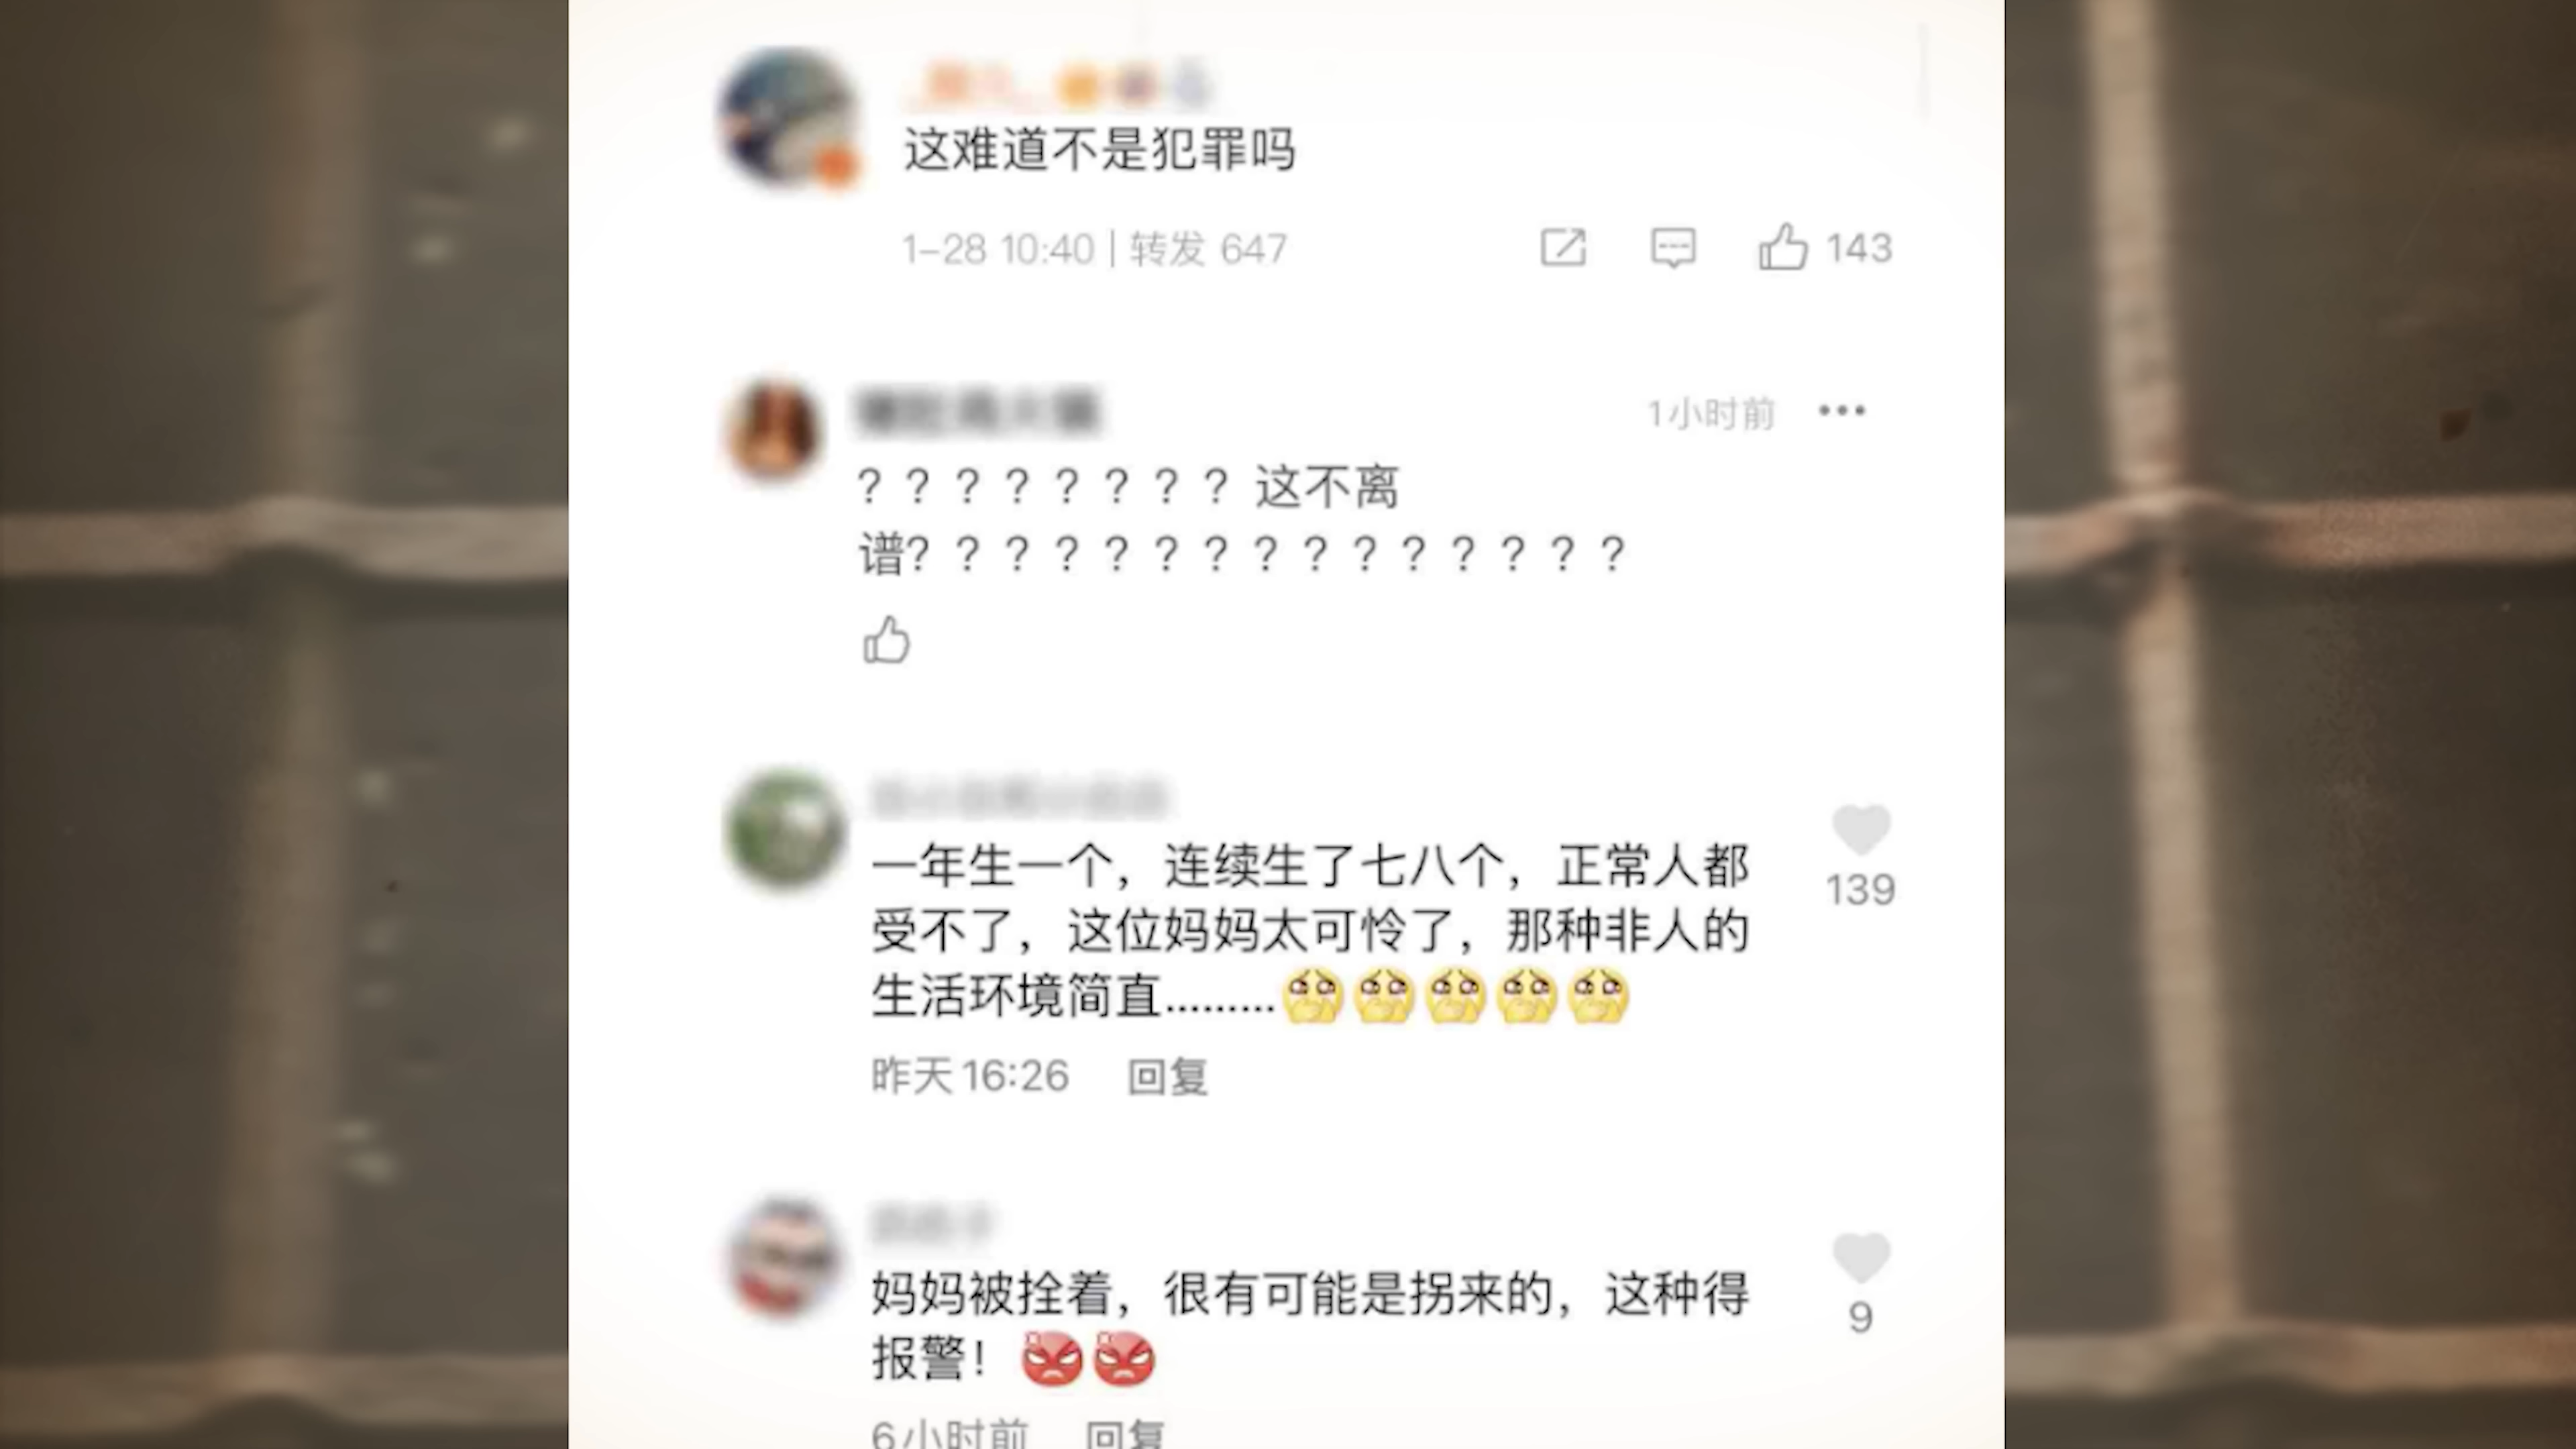 这难道不是犯罪吗
1-28 10:40 | 转发 647
143
1小时前
？？？？？？？？这不离
谱？？？？？？？？？？？？？？？
一年生一个，连续生了七八个，正常人都
受不了，这位妈妈太可怜了，那种非人的
生活环境简直.........
139
昨天16:26 回复
妈妈被拴着，很有可能是拐来的，这种得
报警！
9
6小时前 回复